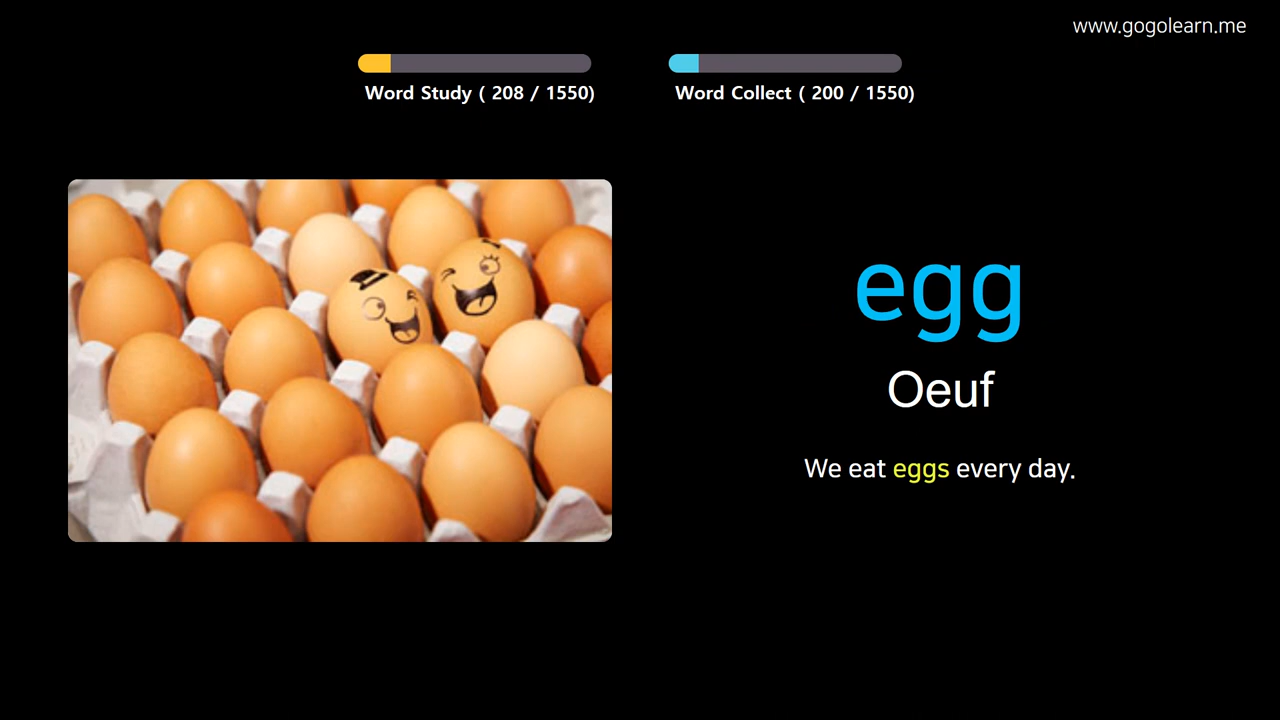 www.gogolearn.me
Word Study ( 208 / 1550)
Word Collect ( 200 / 1550)
egg
Oeuf
We eat eggs every day.